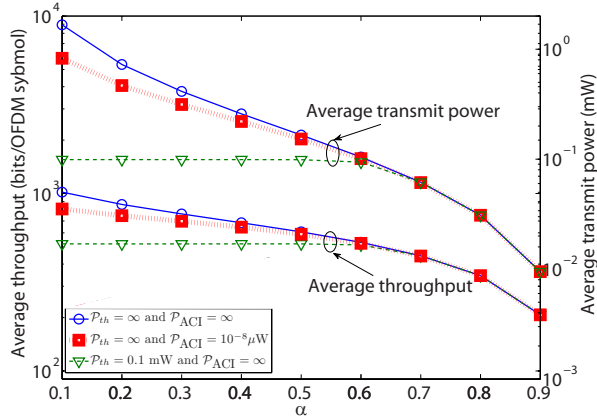 Average throughput (bits/OFDM sybmol)
10^4
10^3
10^2
Average transmit power
Average throughput
P_th = ∞ and P_ACI = ∞
P_th = ∞ and P_ACI = 10^-8 μW
P_th = 0.1 mW and P_ACI = ∞
0.1 0.2 0.3 0.4 0.5 0.6 0.7 0.8 0.9
α
10^0
10^-1
10^-2
10^-3
Average transmit power (mW)